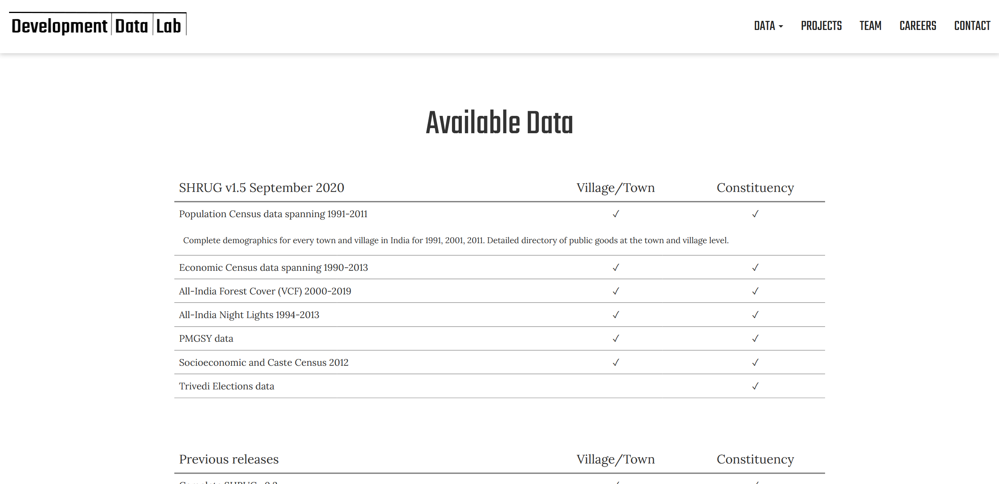 Development Data Lab
DATA PROJECTS TEAM CAREERS CONTACT
Available Data
SHRUG v1.5 September 2020 Village/Town Constituency
Population Census data spanning 1991-2011 ✓ ✓
Complete demographics for every town and village in India for 1991, 2001, 2011. Detailed directory of public goods at the town and village level.
Economic Census data spanning 1990-2013 ✓ ✓
All-India Forest Cover (VCF) 2000-2019 ✓ ✓
All-India Night Lights 1994-2013 ✓ ✓
PMGSY data ✓ ✓
Socioeconomic and Caste Census 2012 ✓ ✓
Trivedi Elections data ✓
Previous releases Village/Town Constituency